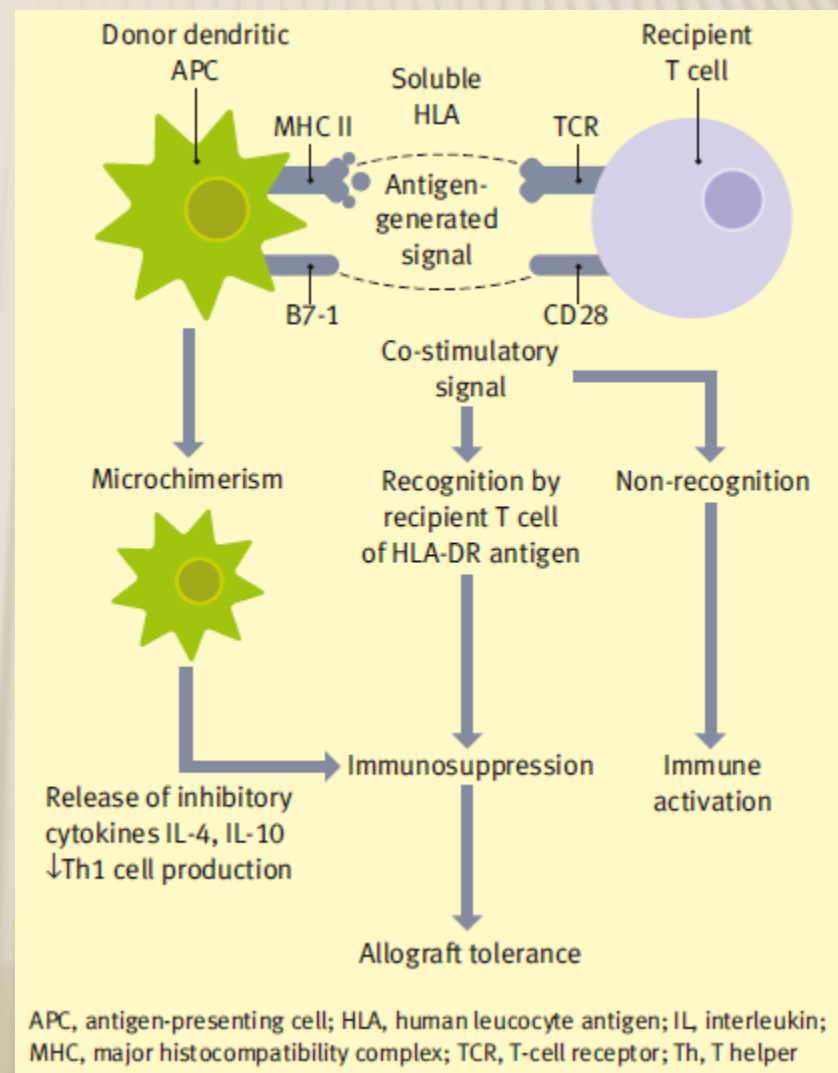 Donor dendritic
APC
Soluble
HLA
Recipient
T cell
MHC II
TCR
Antigen-
generated
signal
B7-1
CD28
Co-stimulatory
signal
Microchimerism
Recognition by
recipient T cell
of HLA-DR antigen
Non-recognition
Immunosuppression
Immune
activation
Release of inhibitory
cytokines IL-4, IL-10
↓Th1 cell production
Allograft tolerance
APC, antigen-presenting cell; HLA, human leucocyte antigen; IL, interleukin;
MHC, major histocompatibility complex; TCR, T-cell receptor; Th, T helper